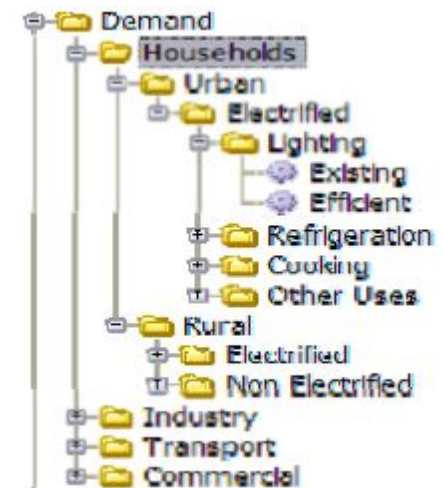 Demand
Households
Urban
Electrified
Lighting
Existing
Efficient
Refrigeration
Cooking
Other Uses
Rural
Electrified
Non Electrified
Industry
Transport
Commercial